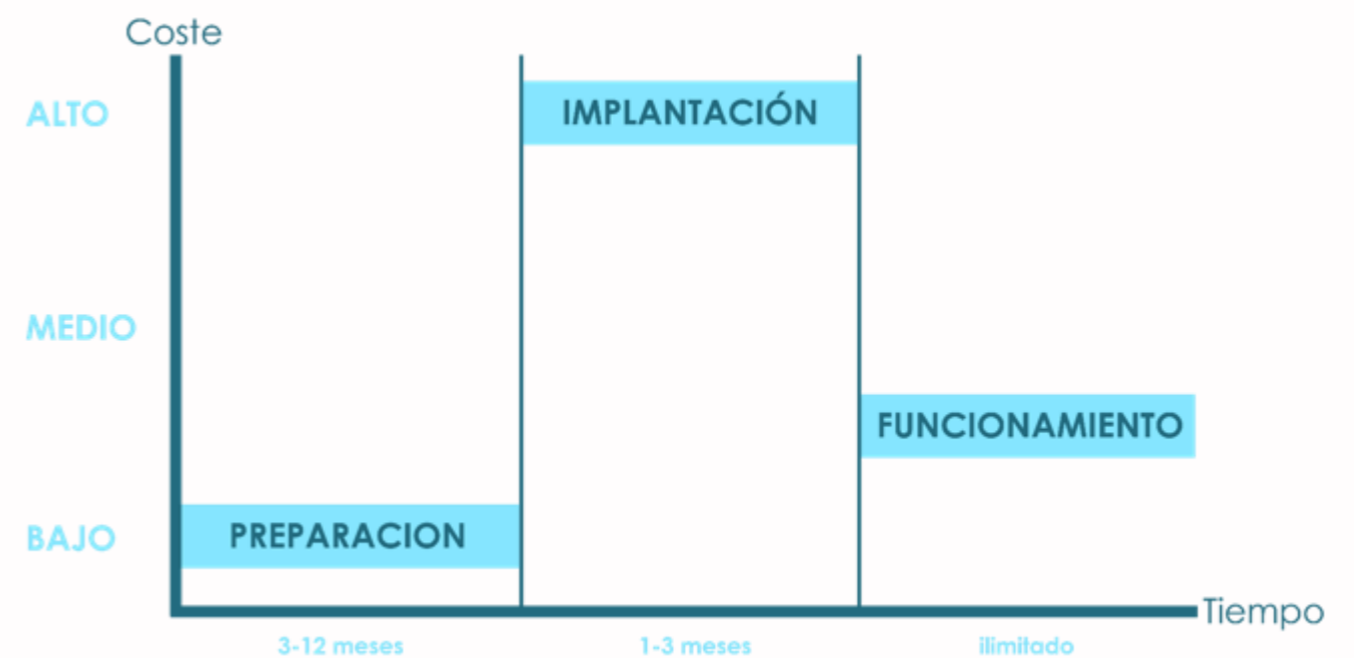 Coste
ALTO
IMPLANTACIÓN
MEDIO
FUNCIONAMIENTO
BAJO
PREPARACION
Tiempo
3-12 meses
1-3 meses
ilimitado